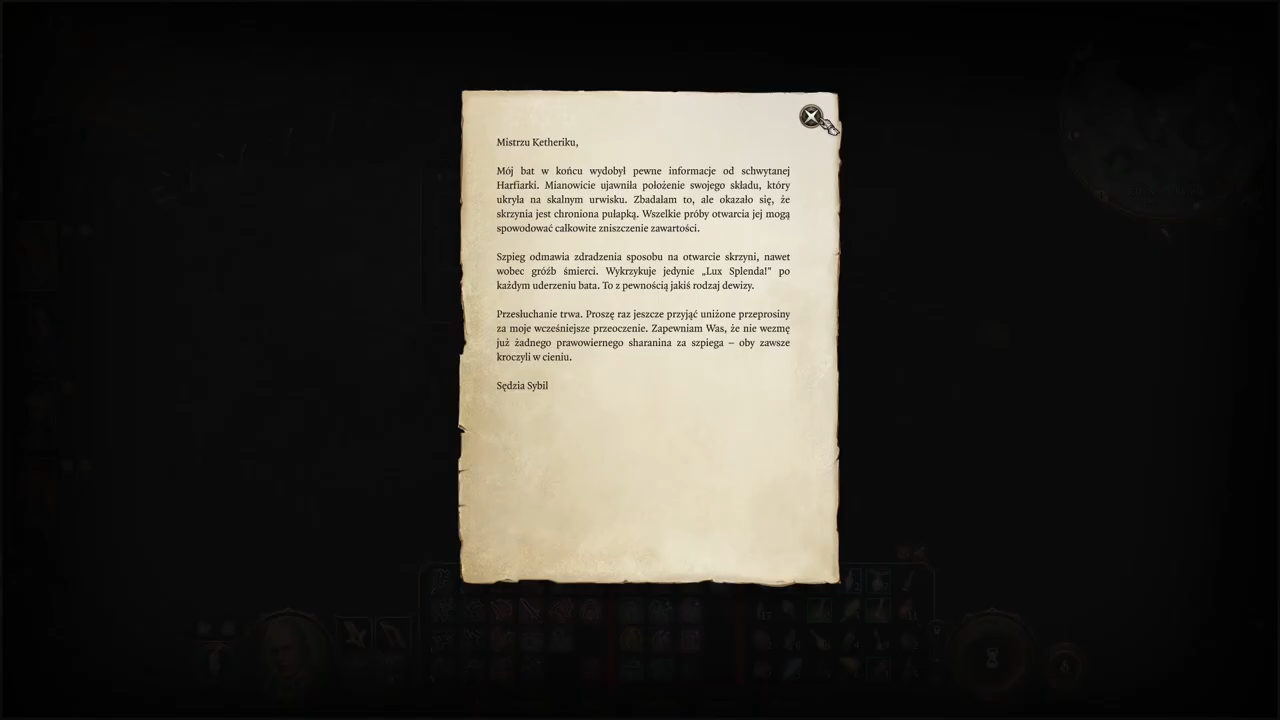 Mistrzu Ketheriku,
Mój bat w końcu wydobył pewne informacje od schwytanej
Harfiarki. Mianowicie ujawniła położenie swojego składu, który
ukryła na skalnym urwisku. Zbadałam to, ale okazało się, że
skrzynia jest chroniona pułapką. Wszelkie próby otwarcia jej mogą
spowodować całkowite zniszczenie zawartości.
Szpieg odmawia zdradzenia sposobu na otwarcie skrzyni, nawet
wobec gróźb śmierci. Wykrzykuje jedynie „Lux Splenda!” po
każdym uderzeniu bata. To z pewnością jakiś rodzaj dewizy.
Przesłuchanie trwa. Proszę raz jeszcze przyjąć uniżone przeprosiny
za moje wcześniejsze przeoczenie. Zapewniam Was, że nie wezmę
już żadnego prawowiernego sharanina za szpiega – oby zawsze
kroczyli w cieniu.
Sędzia Sybil